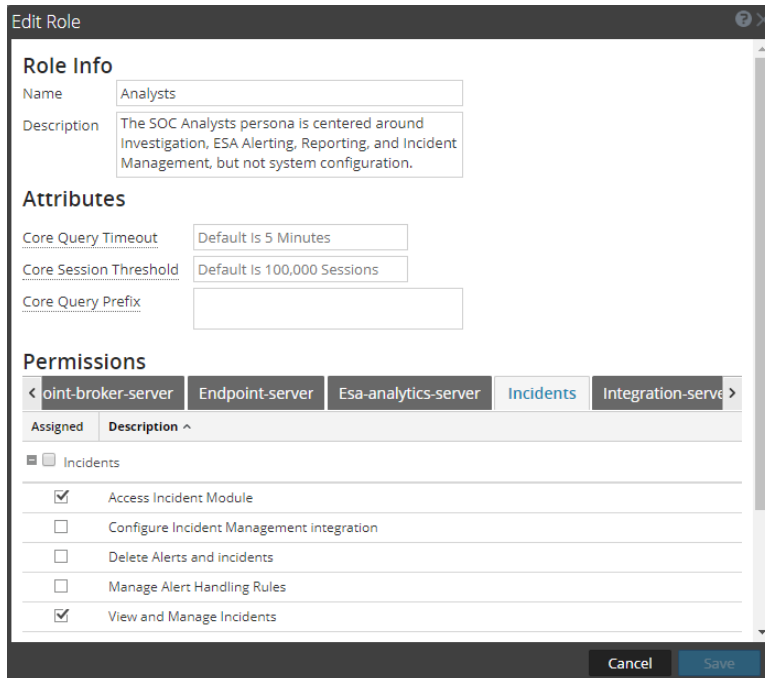 Edit Role
Role Info
Name
Analysts
Description
The SOC Analysts persona is centered around
Investigation, ESA Alerting, Reporting, and Incident
Management, but not system configuration.
Attributes
Core Query Timeout
Default Is 5 Minutes
Core Session Threshold
Default Is 100,000 Sessions
Core Query Prefix
Permissions
oint-broker-server Endpoint-server Esa-analytics-server Incidents Integration-serve
Assigned Description
Incidents
Access Incident Module
Configure Incident Management integration
Delete Alerts and incidents
Manage Alert Handling Rules
View and Manage Incidents
Cancel Save